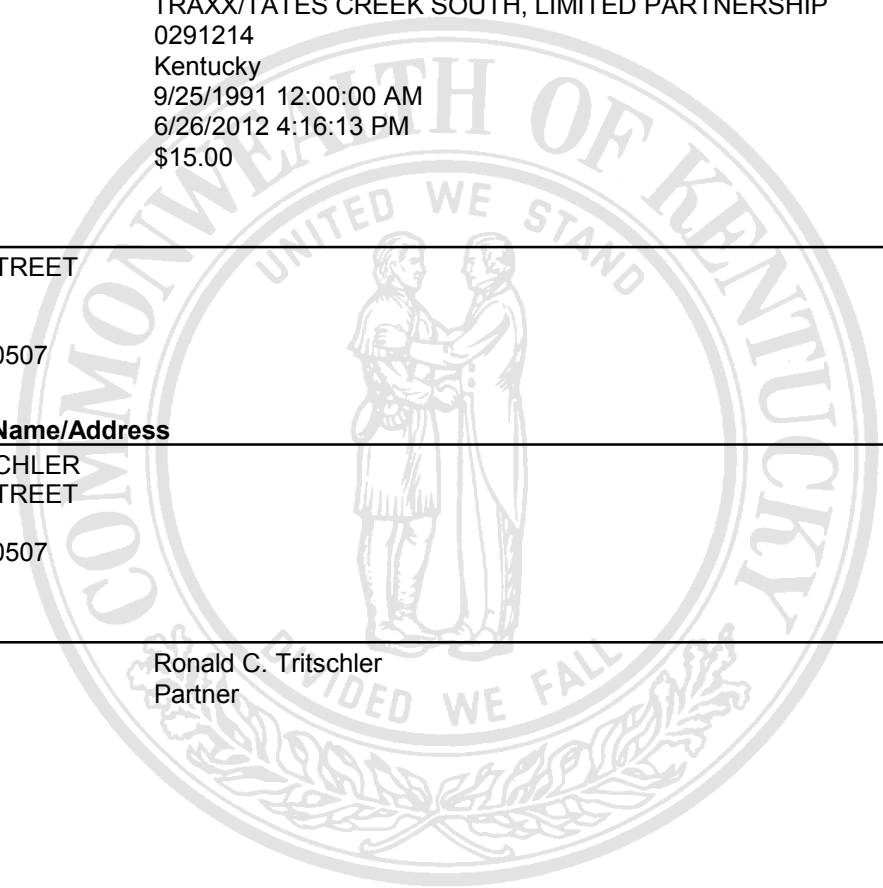 TRAXX/TATES CREEK SOUTH, LIMITED PARTNERSHIP
0291214
Kentucky
9/25/1991 12:00:00 AM
6/26/2012 4:16:13 PM
$15.00
TREET
0507
Name/Address
CHLER
TREET
0507
Ronald C. Tritschler
Partner
COMMONWEALTH OF KENTUCKY
UNITED WE STAND
DIVIDED WE FALL